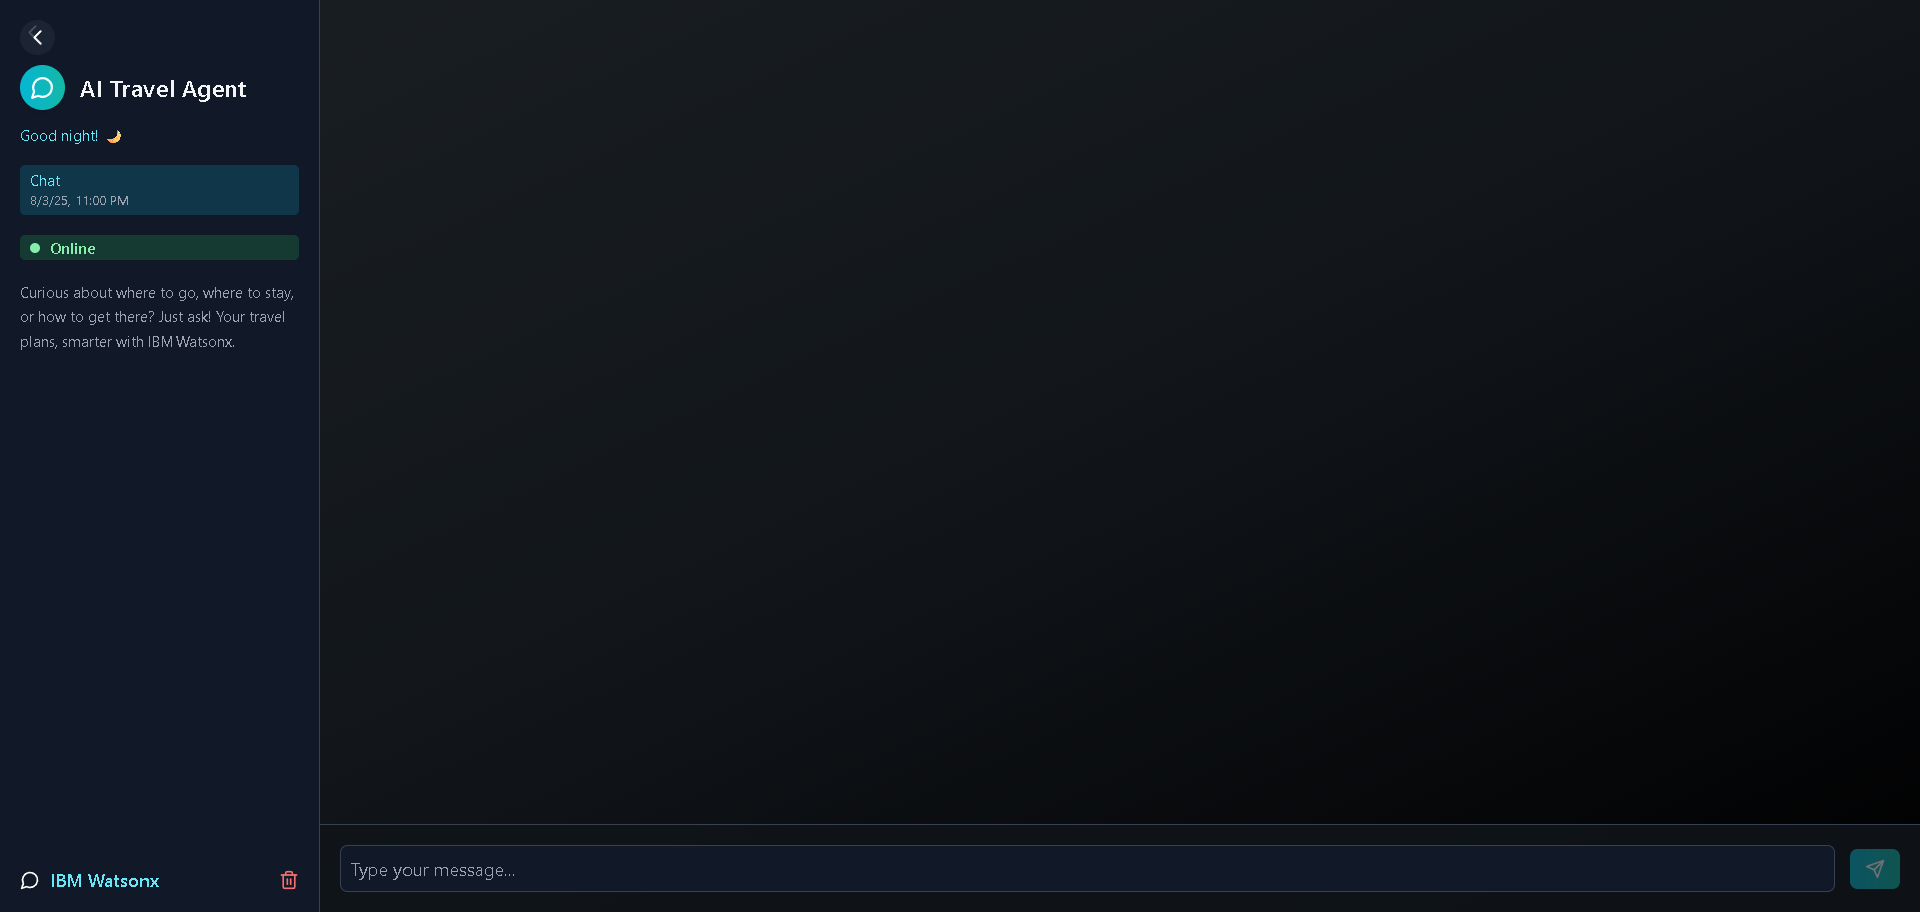 AI Travel Agent
Good night! 🌙
Chat
8/3/25, 11:00 PM
Online
Curious about where to go, where to stay,
or how to get there? Just ask! Your travel
plans, smarter with IBM Watsonx.
IBM Watsonx
Type your message...